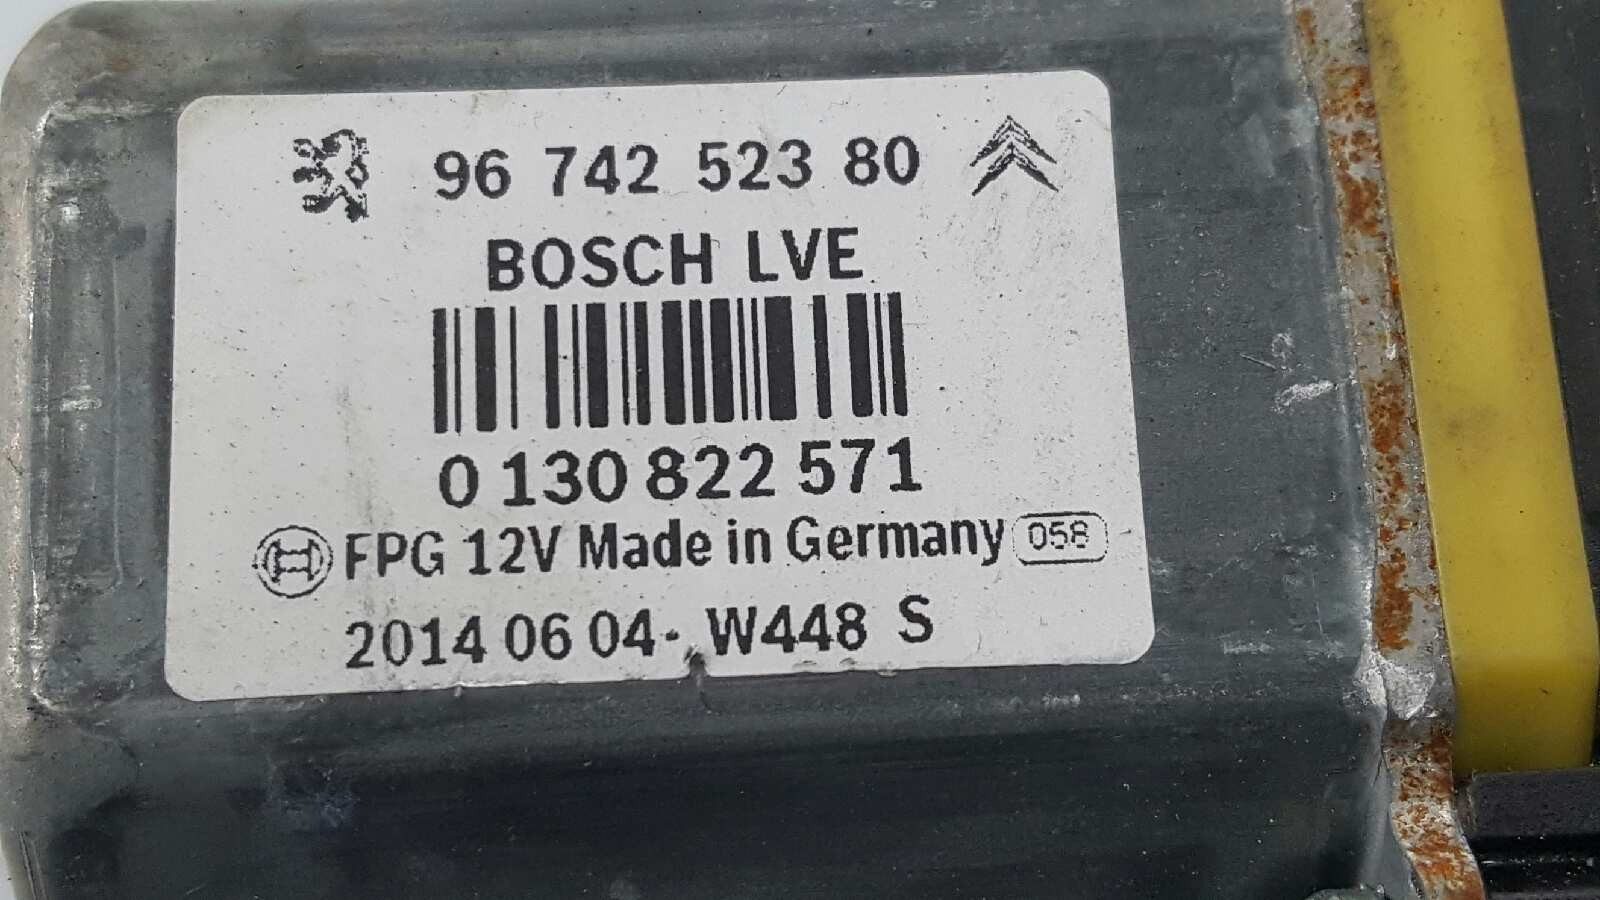 96 742 523 80
BOSCH LVE
0 130 822 571
FPG 12V Made in Germany 058
2014 06 04- W448 S